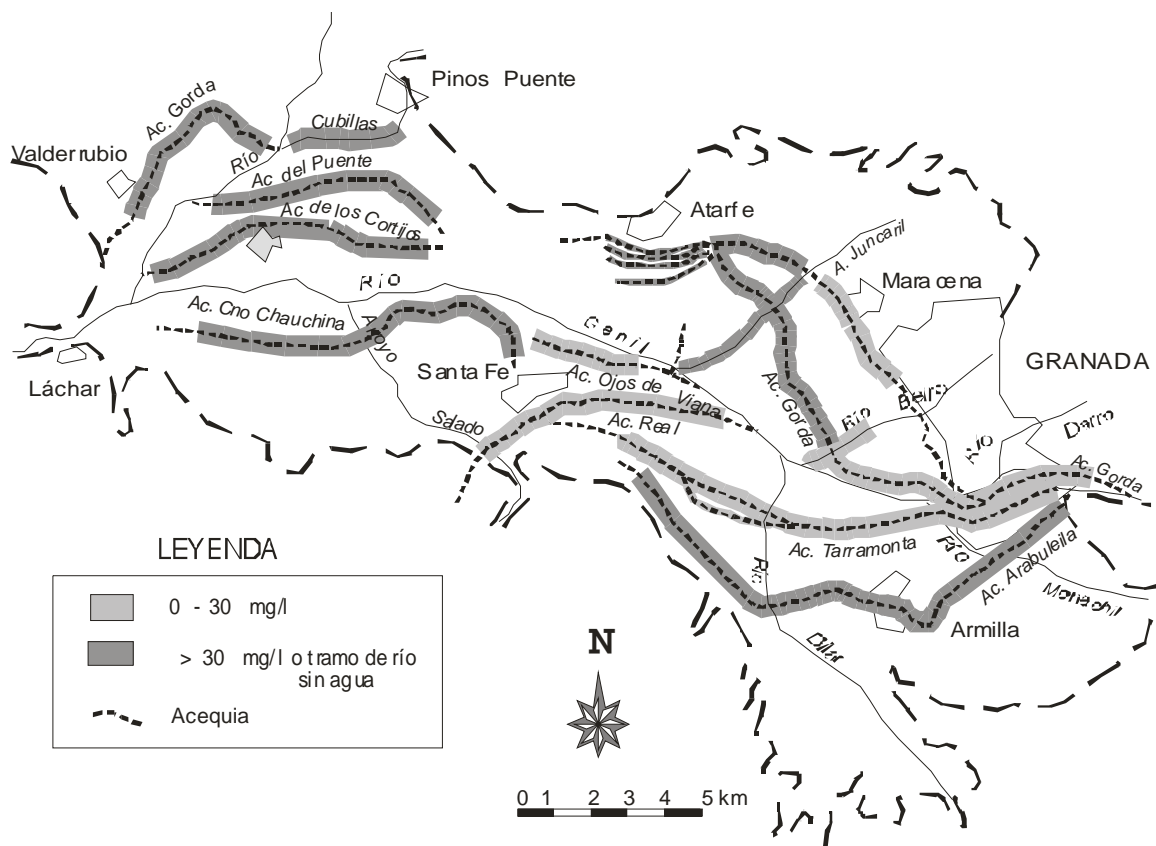 Pinos Puente
Ac. Gorda
Cubillas
Valderrubio
Río
Ac del Puente
Ac de los Cortijos
Atarfe
A. Juncaril
Maracena
Río
Genil
Ac. Cno Chauchina
Arroyo
Salado
Santa Fe
Láchar
Ac. Ojos de
Viana
Ac. Real
Ac. Gorda
Río Beiro
GRANADA
Río
Darro
Ac. Gorda
Ac. Tarramonta
Río
Monachil
Ac. Arabuleila
Río
Dílar
Armilla
LEYENDA
0 - 30 mg/l
> 30 mg/l o tramo de río
sin agua
Acequia
N
0 1 2 3 4 5 km